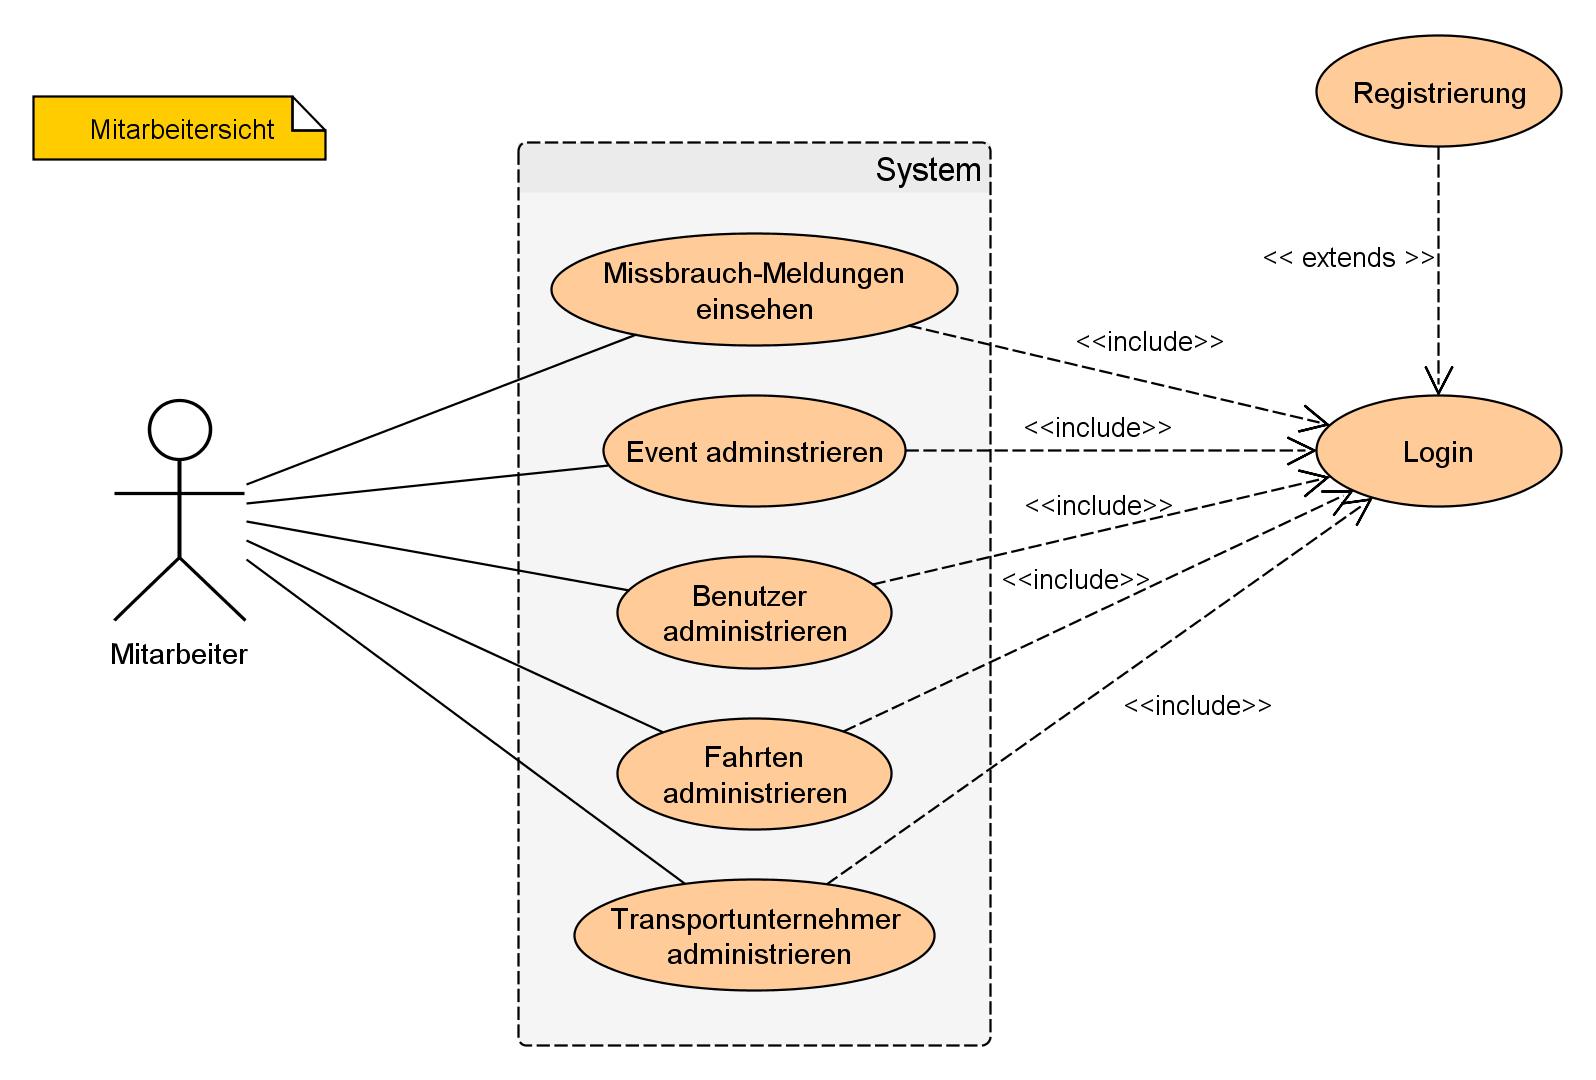 Registrierung
Mitarbeitersicht
System
<< extends >>
Missbrauch-Meldungen
einsehen
<<include>>
<<include>>
Event adminstrieren
Login
<<include>>
<<include>>
Benutzer
administrieren
Mitarbeiter
<<include>>
Fahrten
administrieren
Transportunternehmer
administrieren